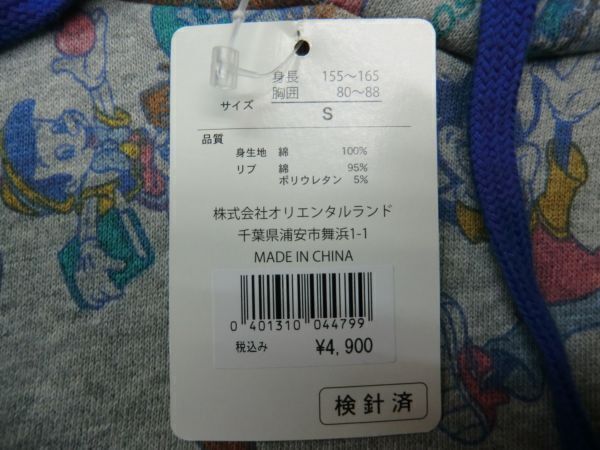 身長 155～165
胸囲 80～88
サイズ
S
品質
身生地 綿 100%
リブ 綿 95%
ポリウレタン 5%
株式会社オリエンタルランド
千葉県浦安市舞浜1-1
MADE IN CHINA
0 401310 044799
税込み ¥4,900
検針済